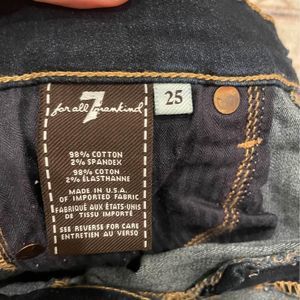 7
for all mankind
25
98% COTTON
2% SPANDEX
98% COTON
2% ÉLASTHANNE
MADE IN U.S.A.
OF IMPORTED FABRIC
FABRIQUÉ AUX ÉTATS-UNIS
DE TISSU IMPORTÉ
SEE REVERSE FOR CARE
ENTRETIEN AU VERSO